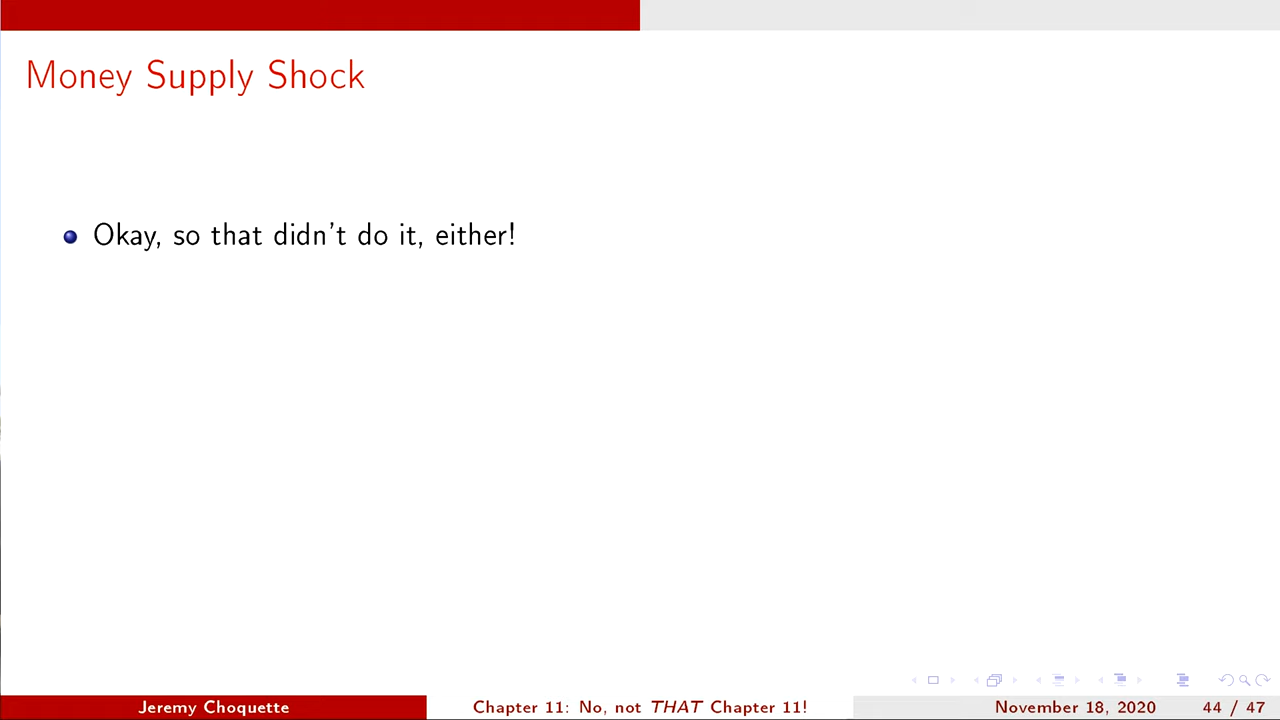 Money Supply Shock
Okay, so that didn't do it, either!
Jeremy Choquette
Chapter 11: No, not THAT Chapter 11!
November 18, 2020
44 / 47